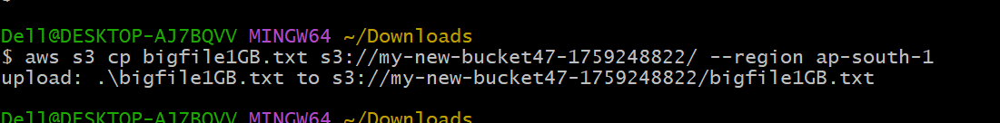 Dell@DESKTOP-AJ7BQVV MINGW64 ~/Downloads
$ aws s3 cp bigfile1GB.txt s3://my-new-bucket47-1759248822/ --region ap-south-1
upload: .\bigfile1GB.txt to s3://my-new-bucket47-1759248822/bigfile1GB.txt
Dell@DESKTOP-AJ7BQVV MINGW64 ~/Downloads